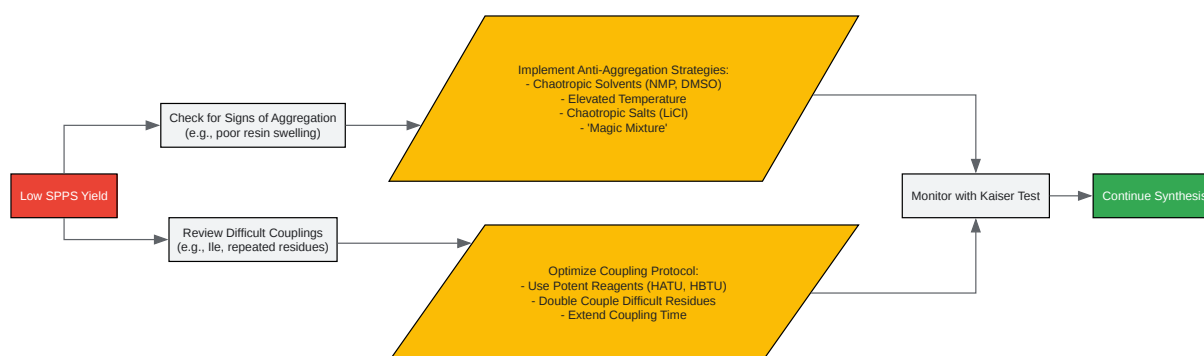 Low SPPS Yield
Check for Signs of Aggregation
(e.g., poor resin swelling)
Implement Anti-Aggregation Strategies:
- Chaotropic Solvents (NMP, DMSO)
- Elevated Temperature
- Chaotropic Salts (LiCl)
- 'Magic Mixture'
Review Difficult Couplings
(e.g., Ile, repeated residues)
Optimize Coupling Protocol:
- Use Potent Reagents (HATU, HBTU)
- Double Couple Difficult Residues
- Extend Coupling Time
Monitor with Kaiser Test
Continue Synthesis